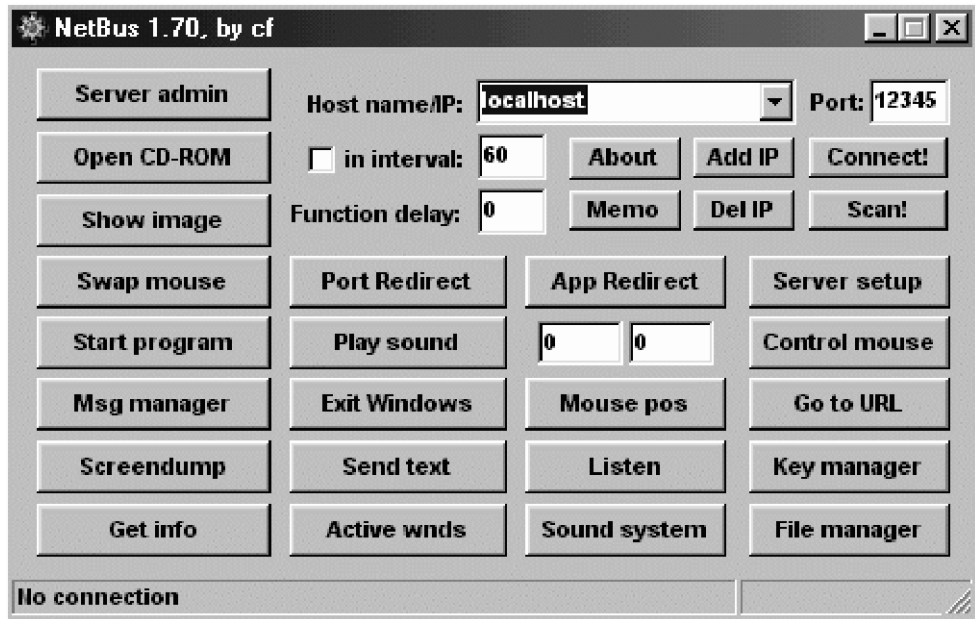 NetBus 1.70, by cf
Server admin
Host name/IP: localhost Port: 12345
Open CD-ROM
in interval: 60 About Add IP Connect!
Show image
Function delay: 0 Memo Del IP Scan!
Swap mouse Port Redirect App Redirect Server setup
Start program Play sound 0 0 Control mouse
Msg manager Exit Windows Mouse pos Go to URL
Screendump Send text Listen Key manager
Get info Active wnds Sound system File manager
No connection